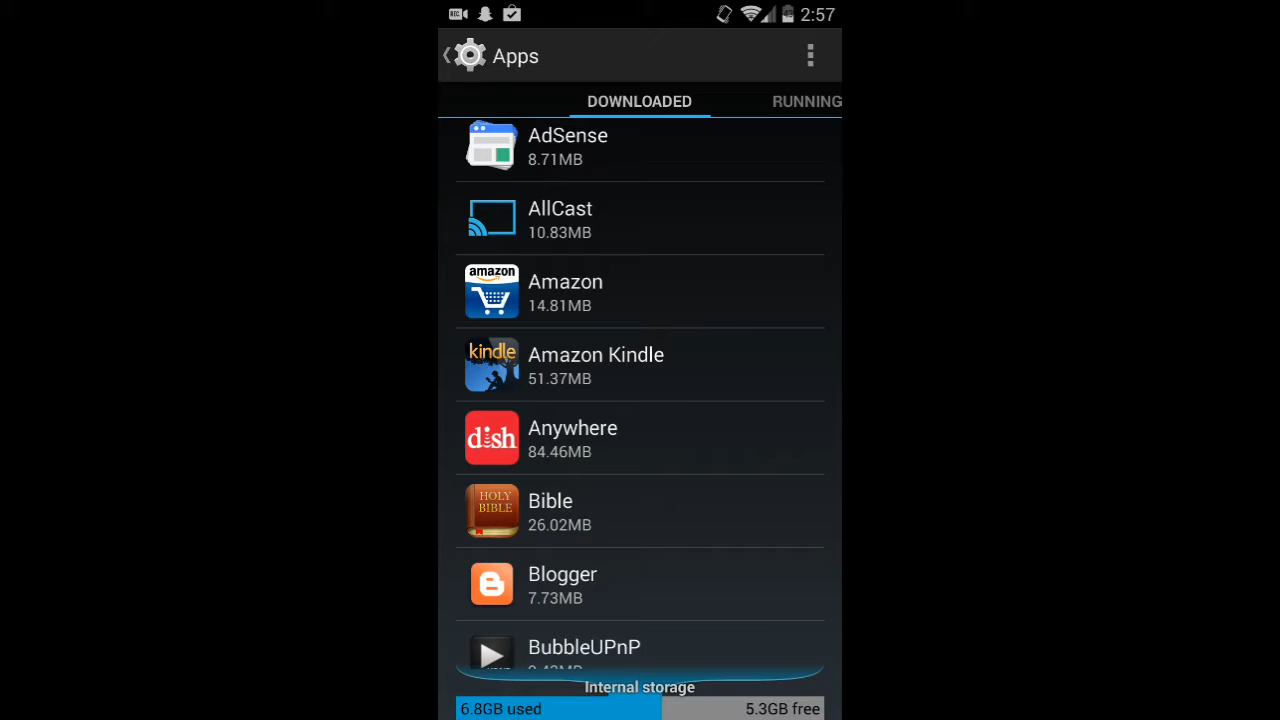 REC 2:57
Apps
DOWNLOADED RUNNING
AdSense
8.71MB
AllCast
10.83MB
amazon
Amazon
14.81MB
kindle
Amazon Kindle
51.37MB
dish
Anywhere
84.46MB
HOLY
BIBLE
Bible
26.02MB
Blogger
7.73MB
BubbleUPnP
Internal storage
6.8GB used 5.3GB free